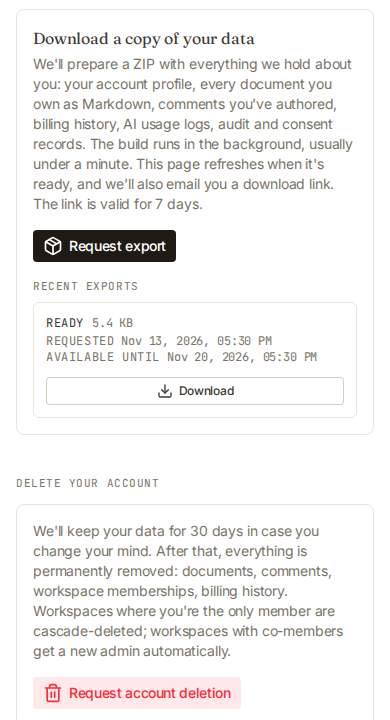 Download a copy of your data
We'll prepare a ZIP with everything we hold about
you: your account profile, every document you
own as Markdown, comments you've authored,
billing history, AI usage logs, audit and consent
records. The build runs in the background, usually
under a minute. This page refreshes when it's
ready, and we'll also email you a download link.
The link is valid for 7 days.
Request export
RECENT EXPORTS
READY 5.4 KB
REQUESTED Nov 13, 2026, 05:30 PM
AVAILABLE UNTIL Nov 20, 2026, 05:30 PM
Download
DELETE YOUR ACCOUNT
We'll keep your data for 30 days in case you
change your mind. After that, everything is
permanently removed: documents, comments,
workspace memberships, billing history.
Workspaces where you're the only member are
cascade-deleted; workspaces with co-members
get a new admin automatically.
Request account deletion